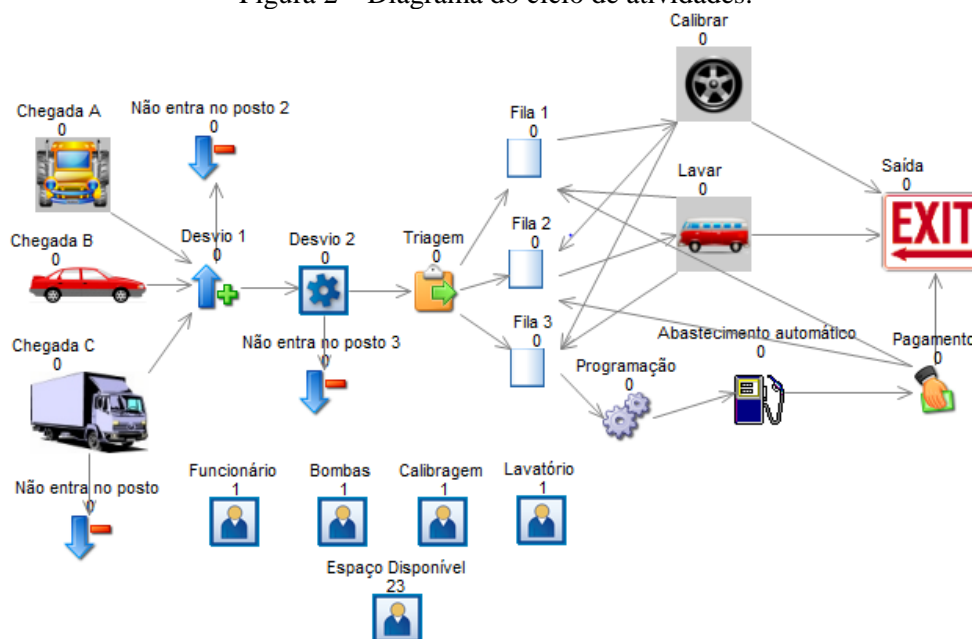 Figura 2 – Diagrama do ciclo de atividades.
Calibrar
0
Chegada A
0
Não entra no posto 2
0
Fila 1
0
Lavar
0
Saída
0
EXIT
Chegada B
0
Desvio 1
0
Desvio 2
0
Triagem
0
Fila 2
0
Chegada C
0
Não entra no posto 3
0
Fila 3
0
Abastecimento automático
0
Pagamento
0
Programação
0
Não entra no posto
0
Funcionário
1
Bombas
1
Calibragem
1
Lavatório
1
Espaço Disponível
23